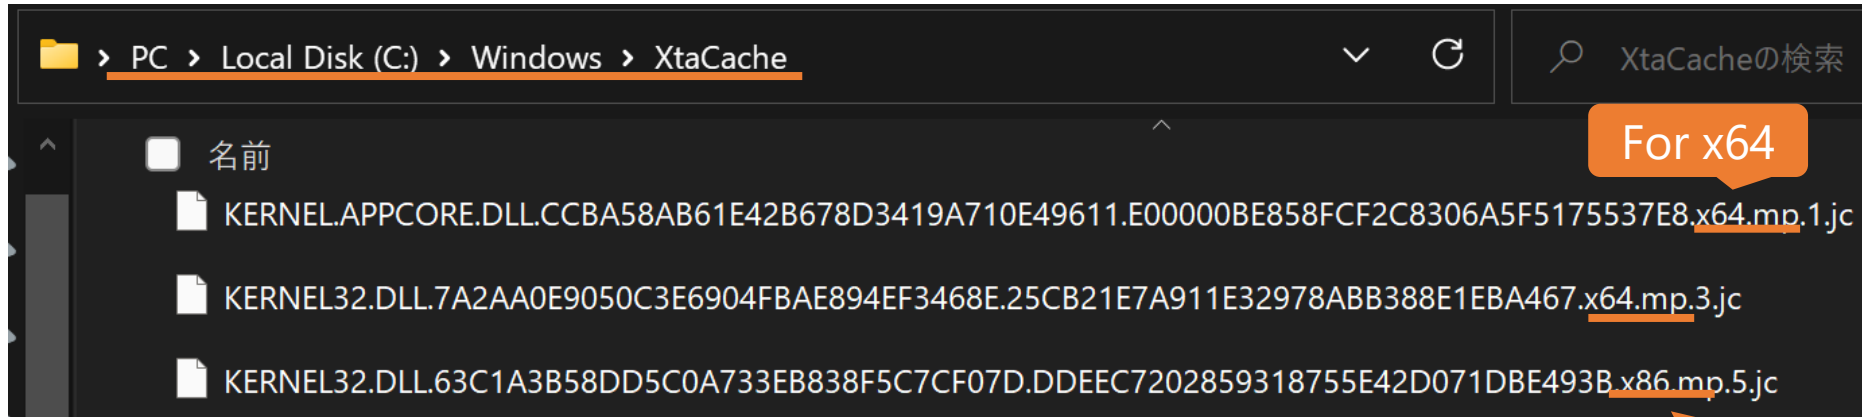 PC > Local Disk (C:) > Windows > XtaCache
XtaCacheの検索
For x64
名前
KERNEL.APPCORE.DLL.CCBA58AB61E42B678D3419A710E49611.E00000BE858FCF2C8306A5F5175537E8.x64.mp.1.jc
KERNEL32.DLL.7A2AA0E9050C3E6904FBAE894EF3468E.25CB21E7A911E32978ABB388E1EBA467.x64.mp.3.jc
KERNEL32.DLL.63C1A3B58DD5C0A733EB838F5C7CF07D.DDEEC7202859318755E42D071DBE493B.x86.mp.5.jc